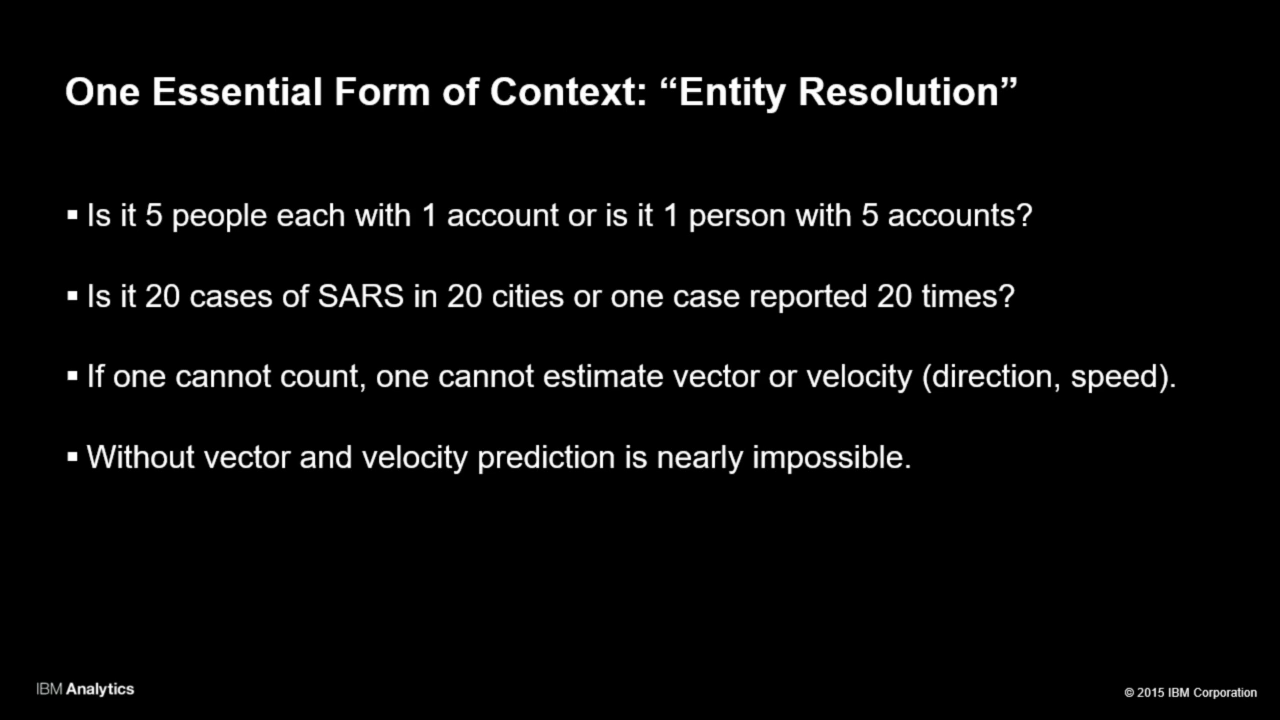 One Essential Form of Context: “Entity Resolution”
▪ Is it 5 people each with 1 account or is it 1 person with 5 accounts?
▪ Is it 20 cases of SARS in 20 cities or one case reported 20 times?
▪ If one cannot count, one cannot estimate vector or velocity (direction, speed).
▪ Without vector and velocity prediction is nearly impossible.
IBM Analytics
© 2015 IBM Corporation